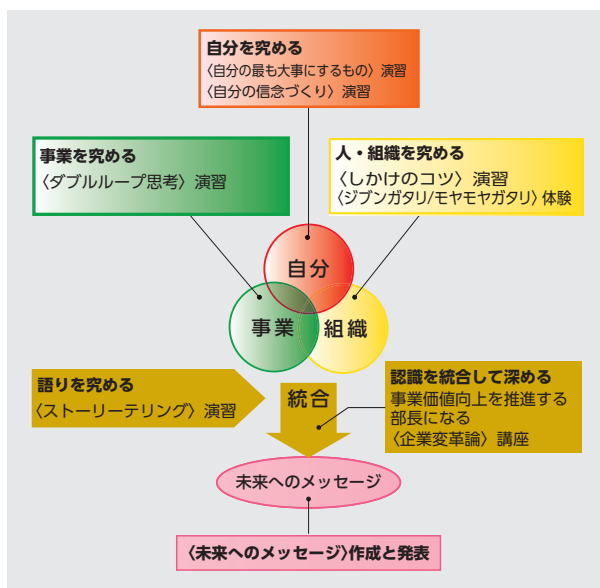 自分を究める
〈自分の最も大事にするもの〉演習
〈自分の信念づくり〉演習
事業を究める
〈ダブルループ思考〉演習
人・組織を究める
〈しかけのコツ〉演習
〈ジブンガタリ/モヤモヤガタリ〉体験
自分
事業
組織
語りを究める
〈ストーリーテリング〉演習
統合
認識を統合して深める
事業価値向上を推進する
部長になる
〈企業変革論〉講座
未来へのメッセージ
〈未来へのメッセージ〉作成と発表